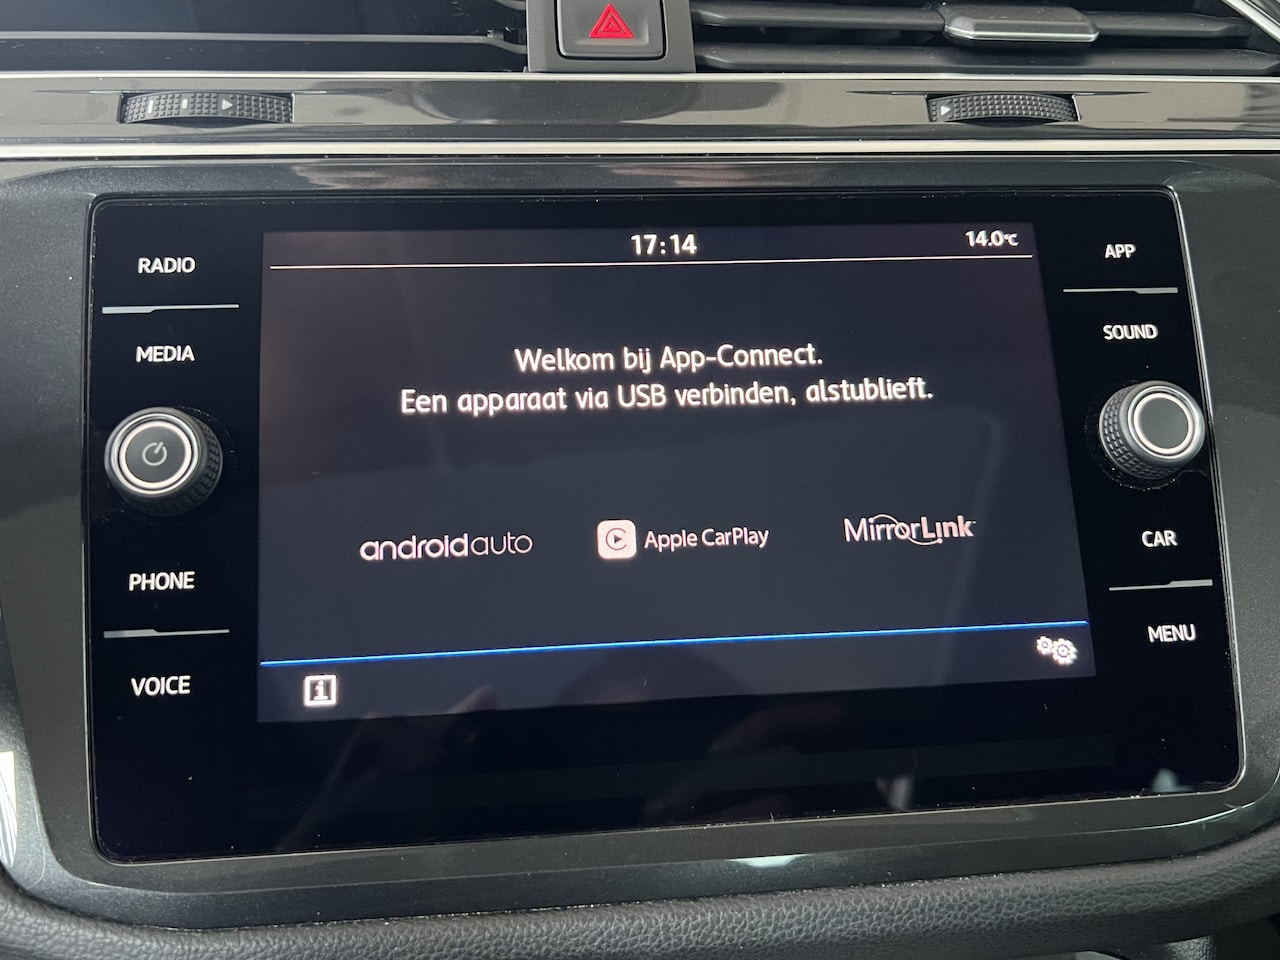 17:14
14.0°C
RADIO
MEDIA
PHONE
VOICE
APP
SOUND
CAR
MENU
Welkom bij App-Connect.
Een apparaat via USB verbinden, alstublieft.
androidauto
Apple CarPlay
MirrorLink
i